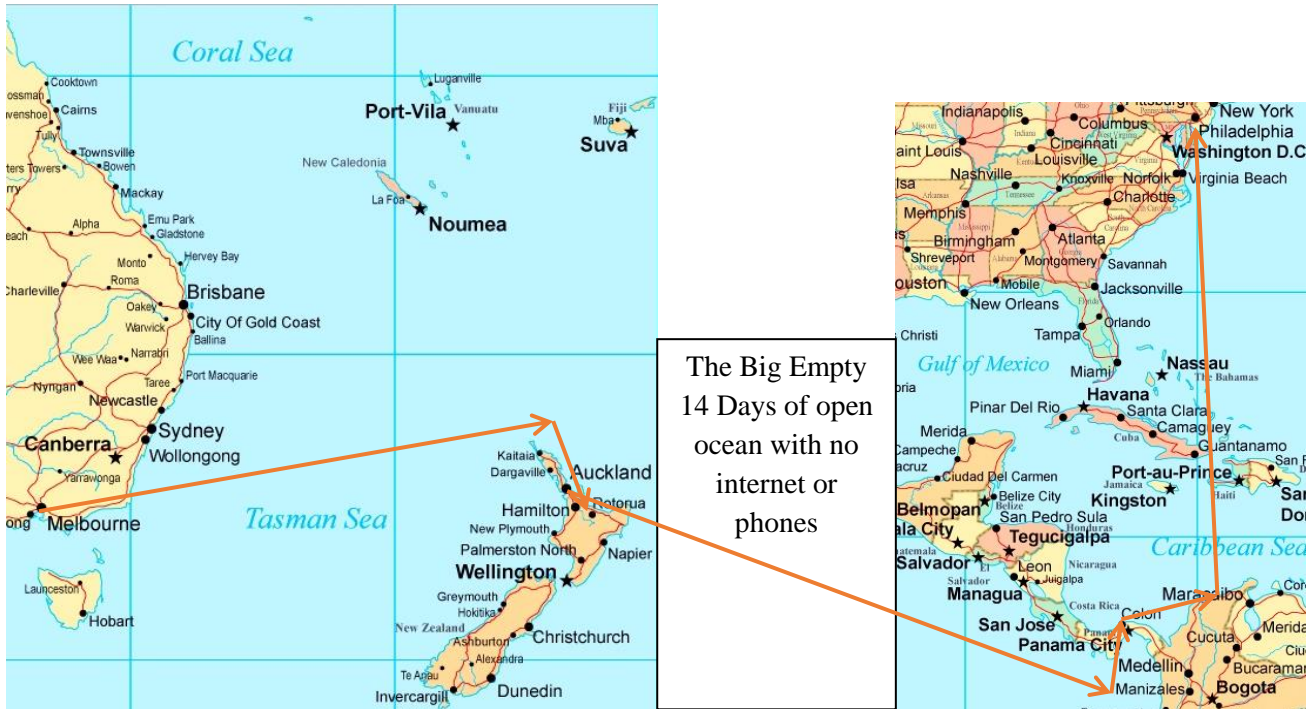 Coral Sea
Cooktown
Cairns
Tully
Townsville
Bowen
Mackay
Alpha
Emu Park
Gladstone
Monto
Hervey Bay
Charleville
Roma
Brisbane
Oakey
City Of Gold Coast
Warwick
Ballina
Wee Waa
Narrabri
Nyngan
Taree
Port Macquarie
Newcastle
Sydney
Canberra
Wollongong
Yarrawonga
Melbourne
Launceston
Hobart
Tasman Sea
Luganville
Port-Vila
Vanuatu
Fiji
Mba
Suva
New Caledonia
La Foa
Noumea
Kaitaia
Dargaville
Auckland
Hamilton
Rotorua
New Plymouth
Palmerston North
Napier
Wellington
Greymouth
Hokitika
New Zealand
Christchurch
Ashburton
Te Anau
Alexandra
Invercargill
Dunedin
The Big Empty
14 Days of open
ocean with no
internet or
phones
Indianapolis
Columbus
New York
Philadelphia
Cincinnati
Washington D.C
Louisville
Nashville
Knoxville
Norfolk
Virginia Beach
Memphis
Charlotte
Birmingham
Atlanta
Shreveport
Montgomery
Savannah
Mobile
Jacksonville
New Orleans
Orlando
Tampa
Gulf of Mexico
Miami
Nassau
The Bahamas
Havana
Pinar Del Rio
Santa Clara
Camaguey
Cuba
Guantanamo
Merida
Campeche
Ciudad Del Carmen
Port-au-Prince
Jamaica
Haiti
Kingston
Belize City
Belmopan
Belize
San Pedro Sula
Honduras
Tegucigalpa
Caribbean Sea
Salvador
El
Salvador
Leon
Nicaragua
Juigalpa
Managua
Costa Rica
Colon
Maracaibo
San Jose
Panama City
Cucuta
Merida
Medellin
Bucaraman
Manizales
Bogota